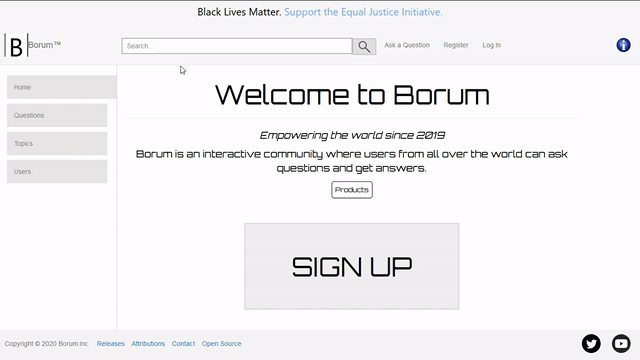 Black Lives Matter. Support the Equal Justice Initiative.
B Borum™ Search... Ask a Question Register Log In
Home
Questions
Topics
Users
Welcome to Borum
Empowering the world since 2019
Borum is an interactive community where users from all over the world can ask
questions and get answers.
Products
SIGN UP
Copyright © 2020 Borum Inc. Releases Attributions Contact Open Source